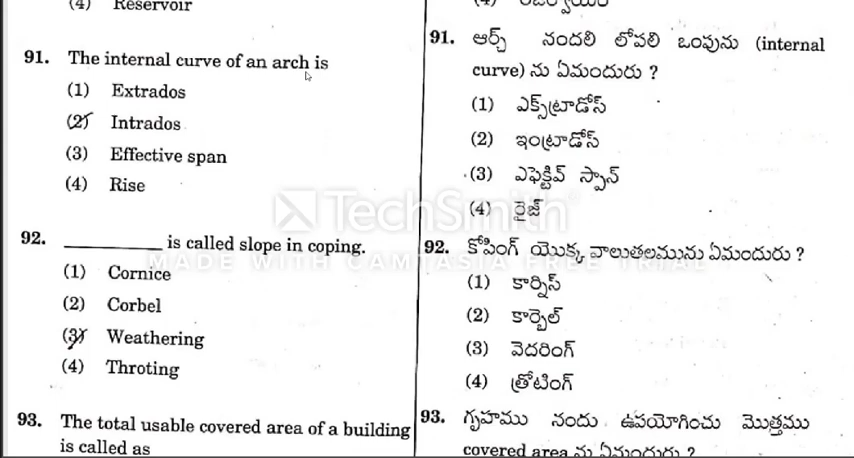 (4) Reservoir
91. The internal curve of an arch is
(1) Extrados
(2) Intrados
(3) Effective span
(4) Rise
92. __________ is called slope in coping.
(1) Cornice
(2) Corbel
(3) Weathering
(4) Throting
93. The total usable covered area of a building
is called as
91. ఆర్చ్ నందలి లోపలి ఒంపును (internal
curve) ను ఏమందురు ?
(1) ఎక్స్‌ట్రాడోస్
(2) ఇంట్రాడోస్
(3) ఎఫెక్టివ్ స్పాన్
(4) రైజ్
92. కోపింగ్ యొక్క వాలుతలమును ఏమందురు ?
(1) కార్నిస్
(2) కార్బెల్
(3) వెదరింగ్
(4) త్రోటింగ్
93. గృహము నందు ఉపయోగించు మొత్తము
covered area ను ఏమందురు ?
TechSmith
MADE WITH CAMTASIA FREE TRIAL